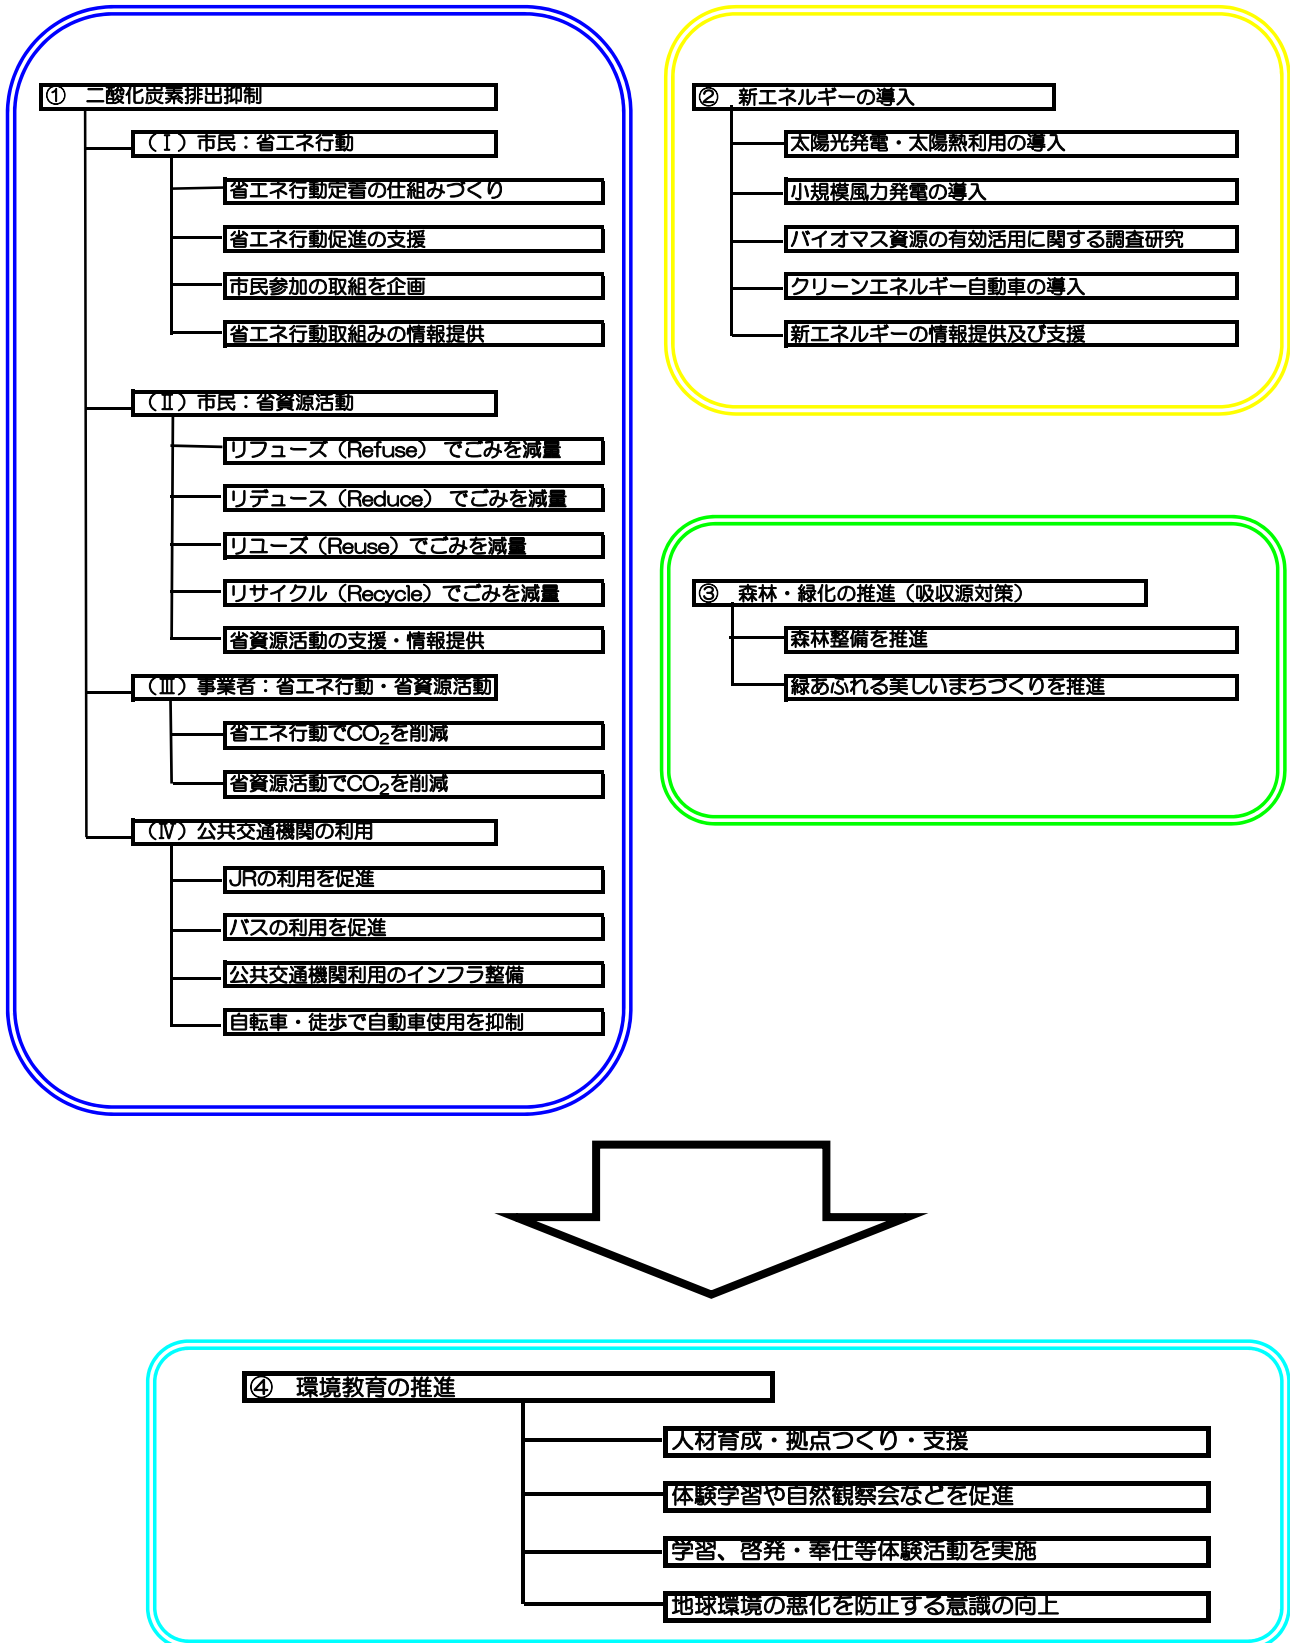 ① 二酸化炭素排出抑制
（Ⅰ）市民：省エネ行動
省エネ行動定着の仕組みづくり
省エネ行動促進の支援
市民参加の取組を企画
省エネ行動取組みの情報提供
（Ⅱ）市民：省資源活動
リフューズ（Refuse） でごみを減量
リデュース（Reduce） でごみを減量
リユーズ（Reuse）でごみを減量
リサイクル（Recycle）でごみを減量
省資源活動の支援・情報提供
（Ⅲ）事業者：省エネ行動・省資源活動
省エネ行動でCO₂を削減
省資源活動でCO₂を削減
（Ⅳ）公共交通機関の利用
JRの利用を促進
バスの利用を促進
公共交通機関利用のインフラ整備
自転車・徒歩で自動車使用を抑制
② 新エネルギーの導入
太陽光発電・太陽熱利用の導入
小規模風力発電の導入
バイオマス資源の有効活用に関する調査研究
クリーンエネルギー自動車の導入
新エネルギーの情報提供及び支援
③ 森林・緑化の推進（吸収源対策）
森林整備を推進
緑あふれる美しいまちづくりを推進
④ 環境教育の推進
人材育成・拠点つくり・支援
体験学習や自然観察会などを促進
学習、啓発・奉仕等体験活動を実施
地球環境の悪化を防止する意識の向上